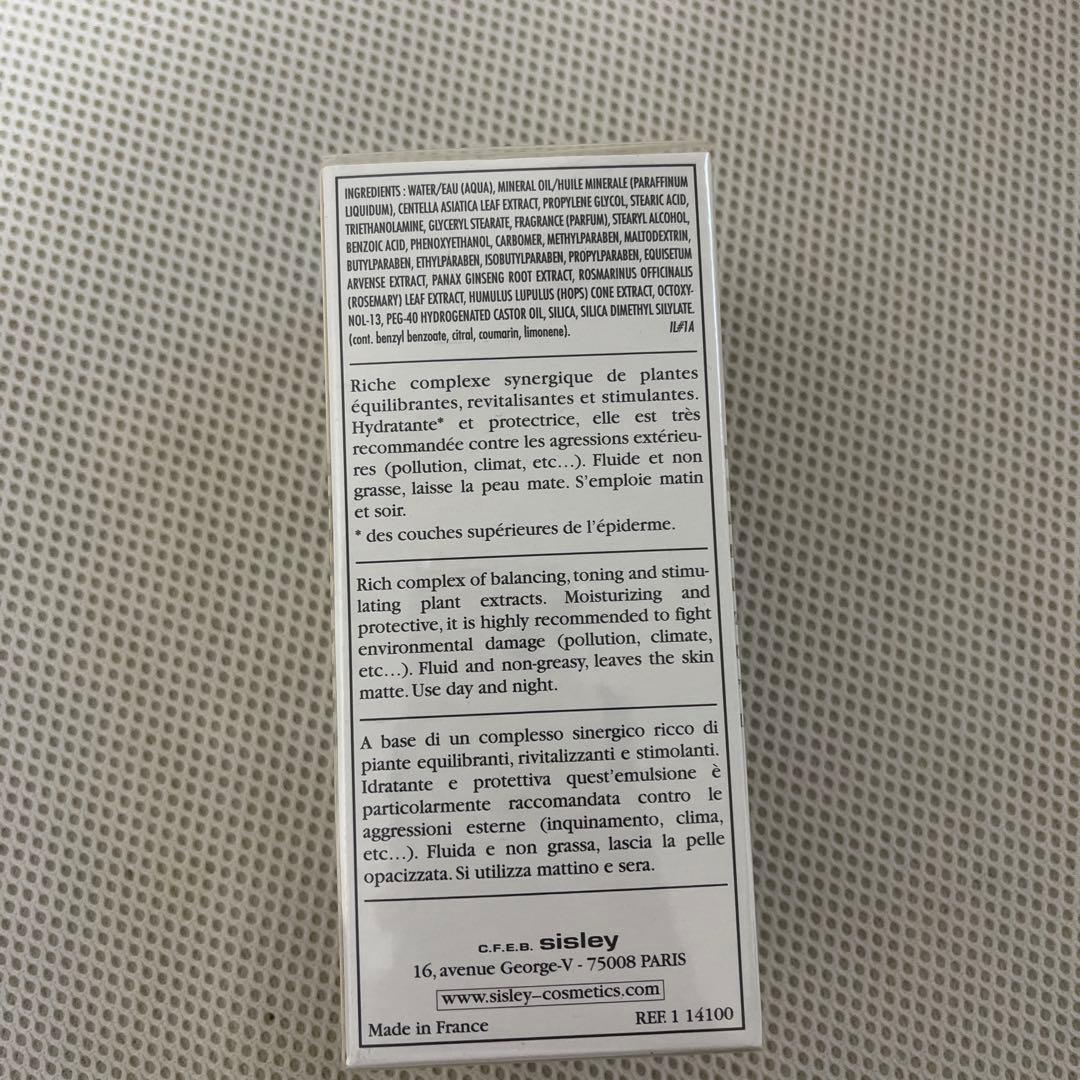 INGREDIENTS : WATER/EAU (AQUA), MINERAL OIL/HUILE MINERALE (PARAFFINUM
LIQUIDUM), CENTELLA ASIATICA LEAF EXTRACT, PROPYLENE GLYCOL, STEARIC ACID,
TRIETHANOLAMINE, GLYCERYL STEARATE, FRAGRANCE (PARFUM), STEARYL ALCOHOL,
BENZOIC ACID, PHENOXYETHANOL, CARBOMER, METHYLPARABEN, MALTODEXTRIN,
BUTYLPARABEN, ETHYLPARABEN, ISOBUTYLPARABEN, PROPYLPARABEN, EQUISETUM
ARVENSE EXTRACT, PANAX GINSENG ROOT EXTRACT, ROSMARINUS OFFICINALIS
(ROSEMARY) LEAF EXTRACT, HUMULUS LUPULUS (HOPS) CONE EXTRACT, OCTOXY-
NOL-13, PEG-40 HYDROGENATED CASTOR OIL, SILICA, SILICA DIMETHYL SILYLATE.
(cont. benzyl benzoate, citral, coumarin, limonene). IL#1A
Riche complexe synergique de plantes
équilibrantes, revitalisantes et stimulantes.
Hydratante* et protectrice, elle est très
recommandée contre les agressions extérieu-
res (pollution, climat, etc...). Fluide et non
grasse, laisse la peau mate. S'emploie matin
et soir.
* des couches supérieures de l'épiderme.
Rich complex of balancing, toning and stimu-
lating plant extracts. Moisturizing and
protective, it is highly recommended to fight
environmental damage (pollution, climate,
etc...). Fluid and non-greasy, leaves the skin
matte. Use day and night.
A base di un complesso sinergico ricco di
piante equilibranti, rivitalizzanti e stimolanti.
Idratante e protettiva quest'emulsione è
particolarmente raccomandata contro le
aggressioni esterne (inquinamento, clima,
etc...). Fluida e non grassa, lascia la pelle
opacizzata. Si utilizza mattino e sera.
C.F.E.B. sisley
16, avenue George-V - 75008 PARIS
www.sisley-cosmetics.com
Made in France REF. 1 14100